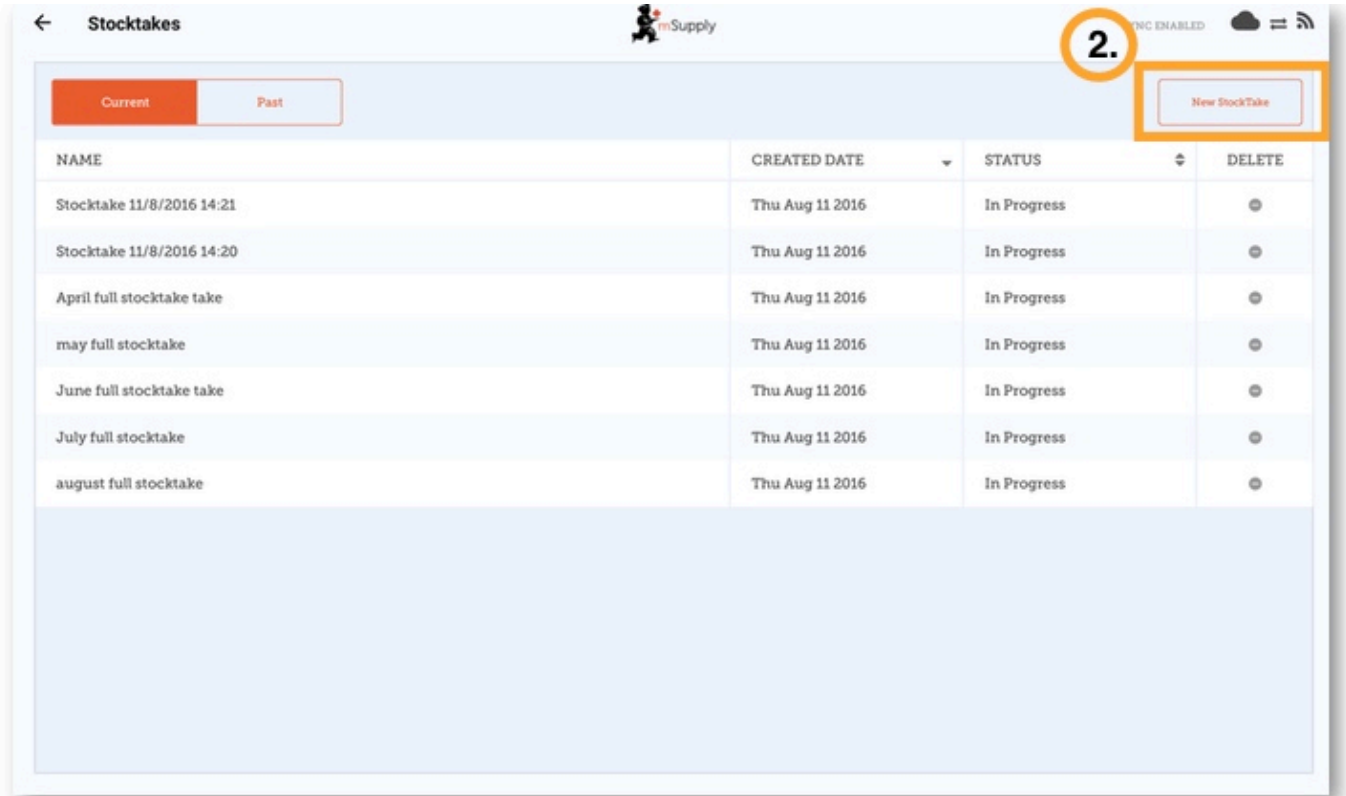 Stocktakes
mSupply
2.
ENABLED
Current
Past
New StockTake
NAME CREATED DATE STATUS DELETE
Stocktake 11/8/2016 14:21 Thu Aug 11 2016 In Progress
Stocktake 11/8/2016 14:20 Thu Aug 11 2016 In Progress
April full stocktake take Thu Aug 11 2016 In Progress
may full stocktake Thu Aug 11 2016 In Progress
June full stocktake take Thu Aug 11 2016 In Progress
July full stocktake Thu Aug 11 2016 In Progress
august full stocktake Thu Aug 11 2016 In Progress